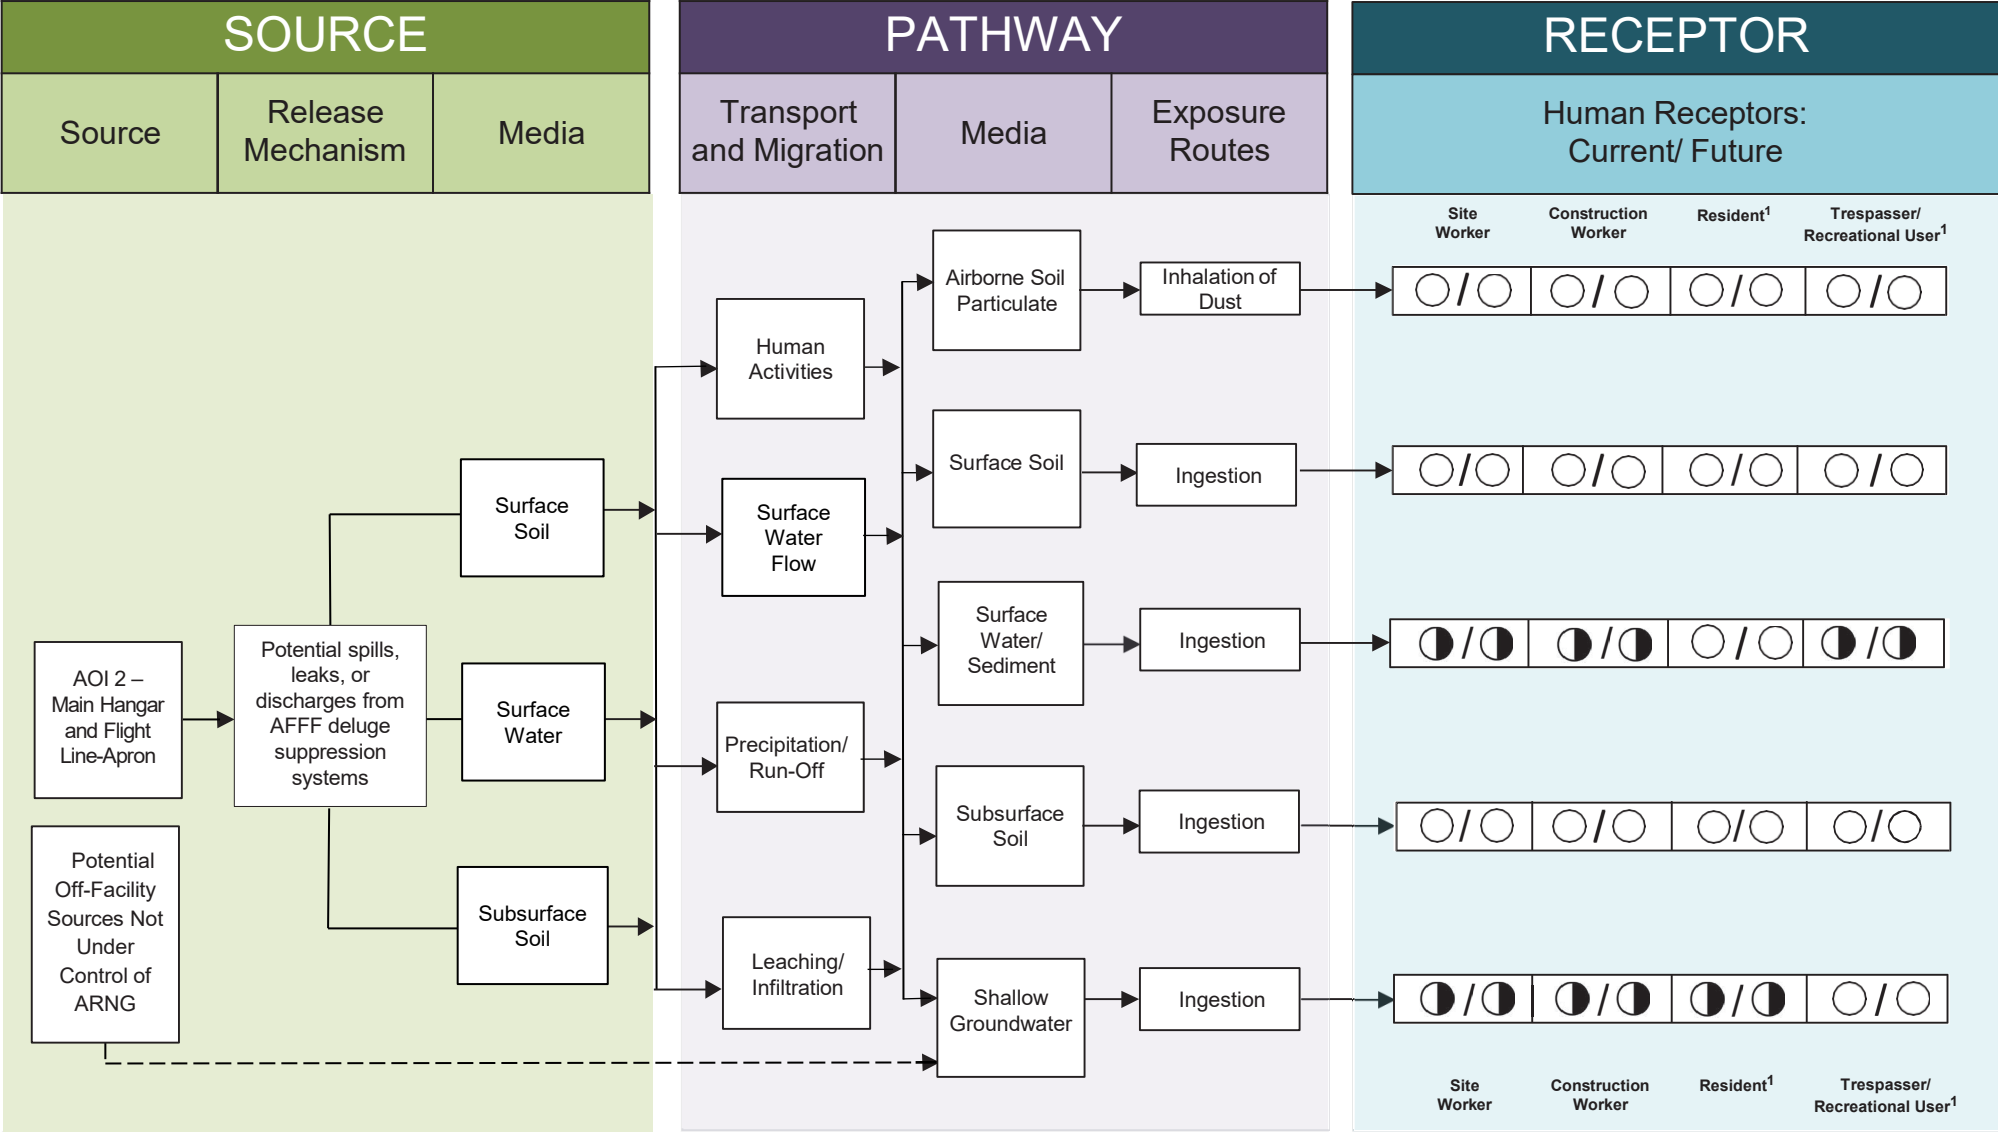 SOURCE
PATHWAY
RECEPTOR
Source
Release
Mechanism
Media
Transport
and Migration
Media
Exposure
Routes
Human Receptors:
Current/ Future
Site
Worker
Construction
Worker
Resident1
Trespasser/
Recreational User1
AOI 2 –
Main Hangar
and Flight
Line-Apron
Potential
Off-Facility
Sources Not
Under
Control of
ARNG
Potential spills,
leaks, or
discharges from
AFFF deluge
suppression
systems
Surface
Soil
Surface
Water
Subsurface
Soil
Human
Activities
Surface
Water
Flow
Precipitation/
Run-Off
Leaching/
Infiltration
Airborne Soil
Particulate
Surface Soil
Surface
Water/
Sediment
Subsurface
Soil
Shallow
Groundwater
Inhalation of
Dust
Ingestion
Ingestion
Ingestion
Ingestion
/ / / /
/ / / /
/ / / /
/ / / /
/ / / /
Site
Worker
Construction
Worker
Resident1
Trespasser/
Recreational User1